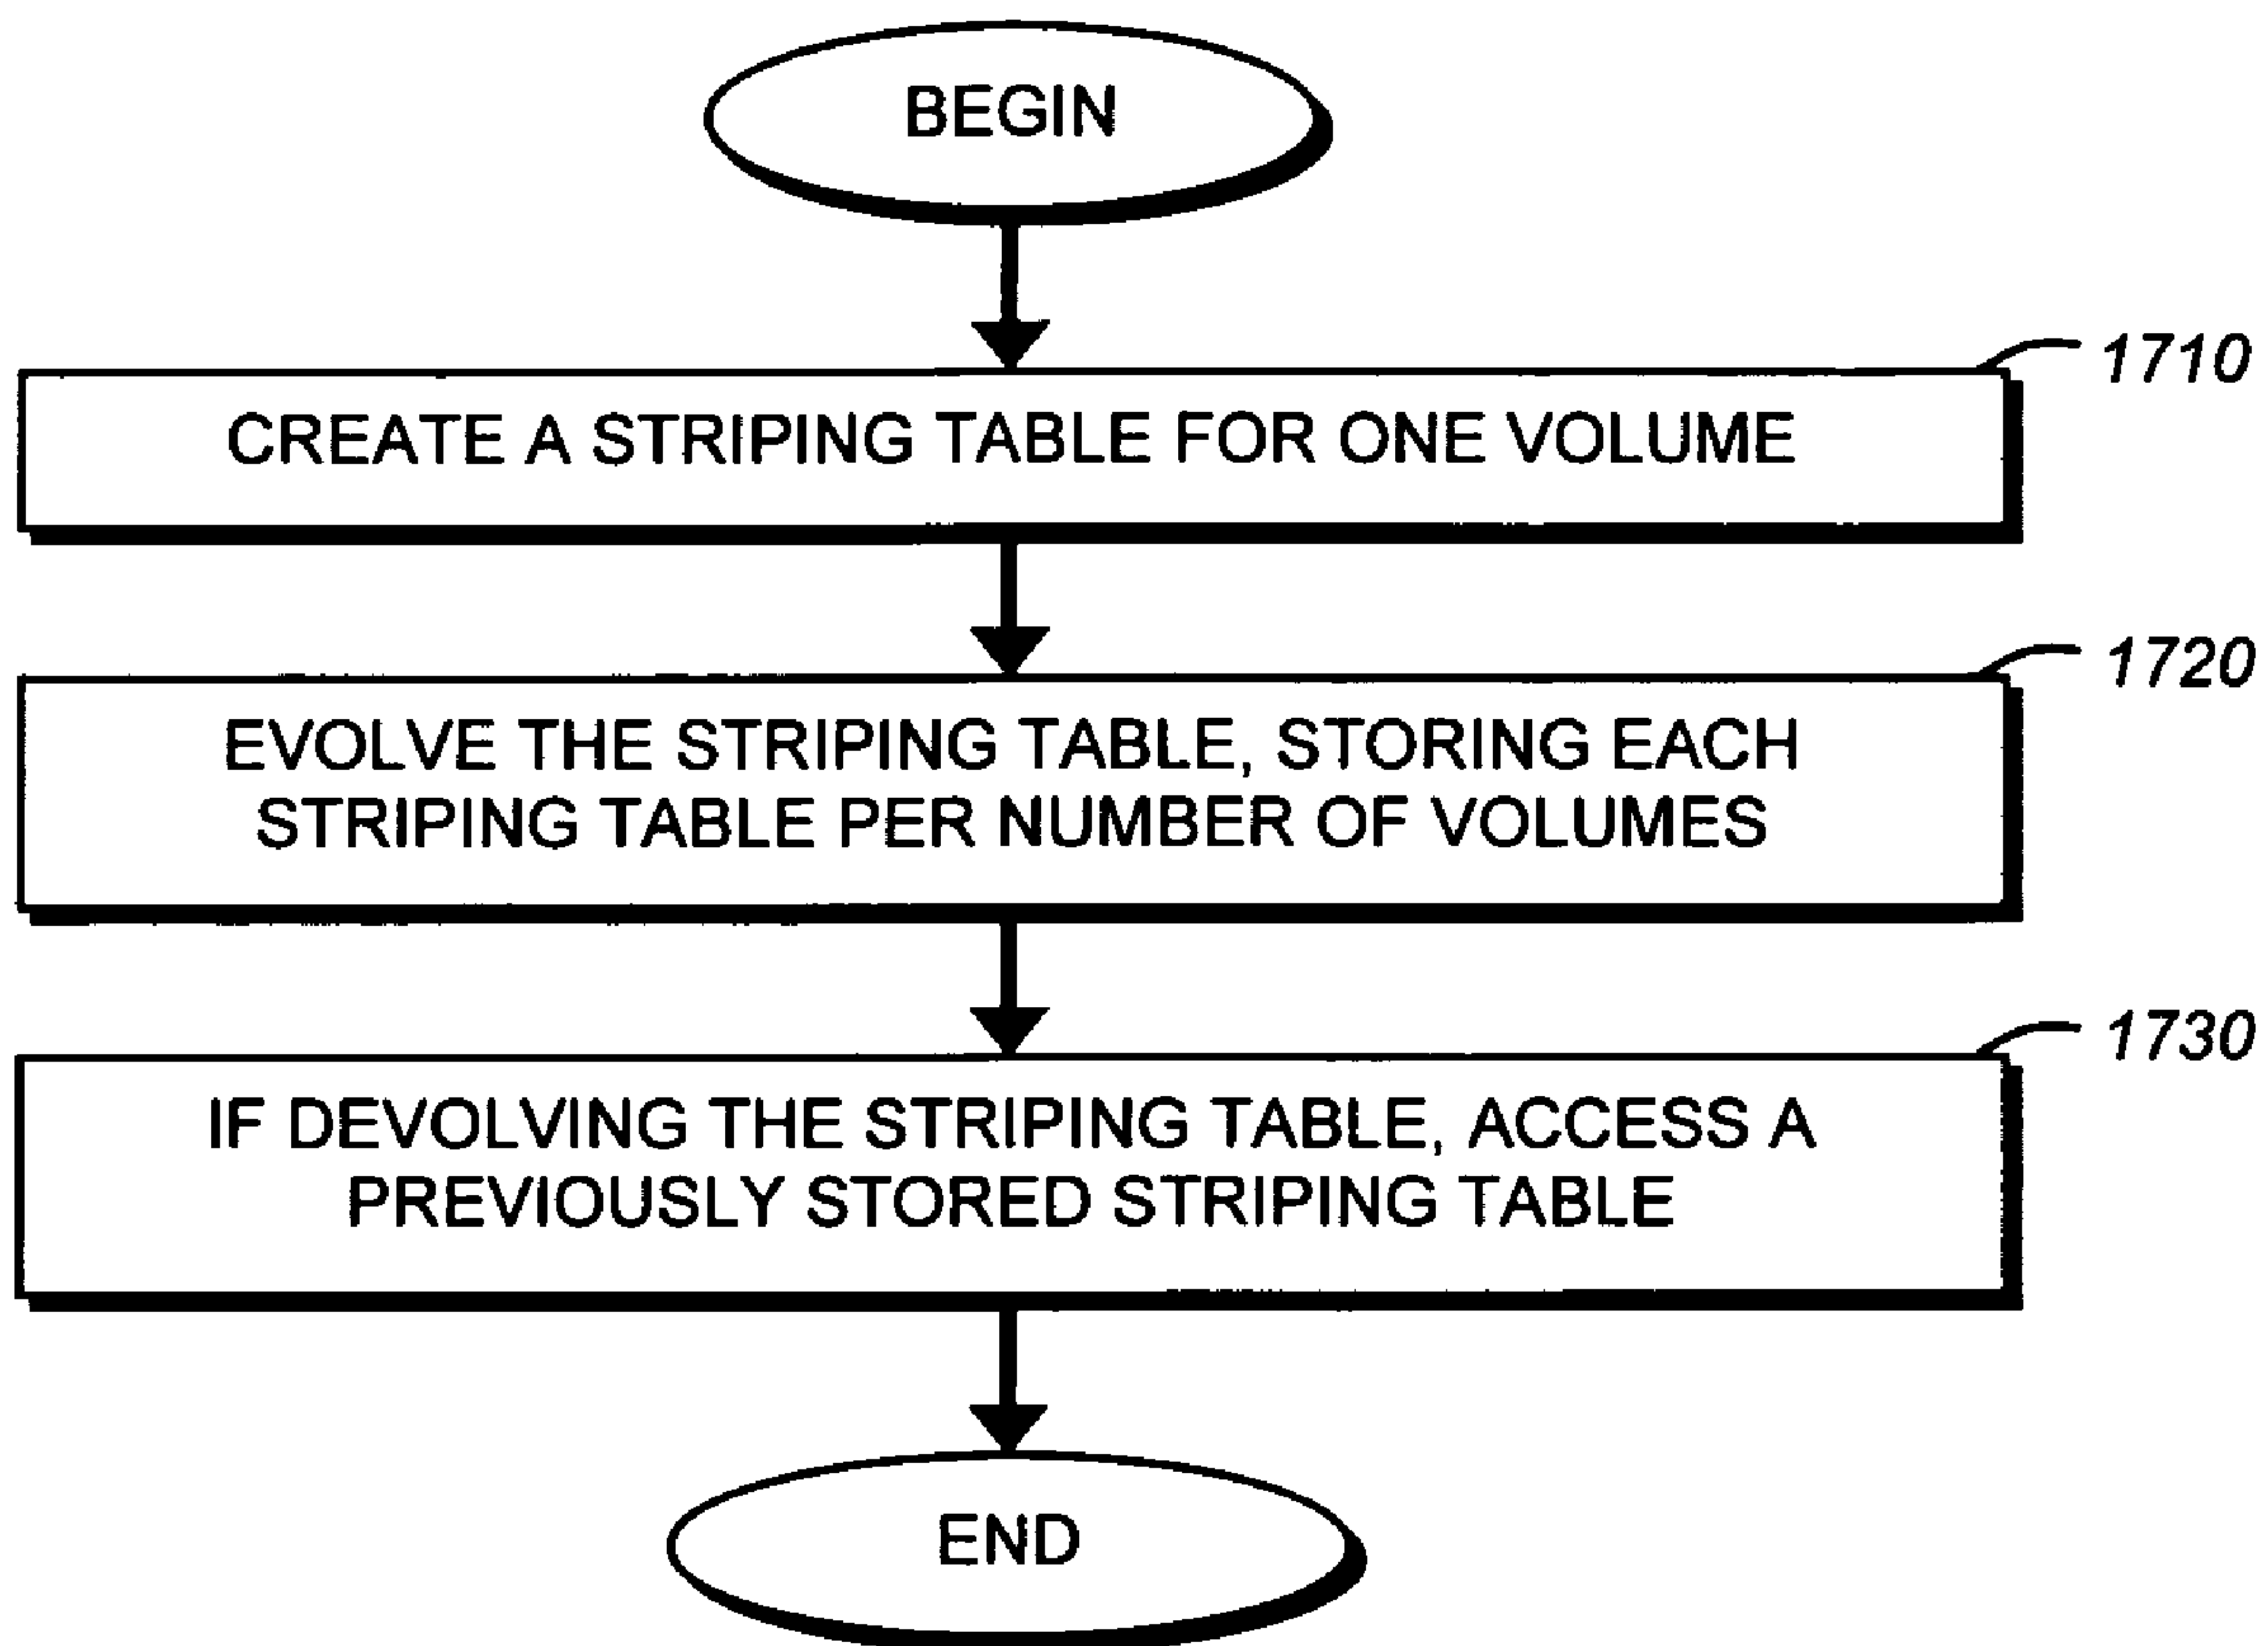 BEGIN
1710
CREATE A STRIPING TABLE FOR ONE VOLUME
1720
EVOLVE THE STRIPING TABLE, STORING EACH
STRIPING TABLE PER NUMBER OF VOLUMES
1730
IF DEVOLVING THE STRIPING TABLE, ACCESS A
PREVIOUSLY STORED STRIPING TABLE
END